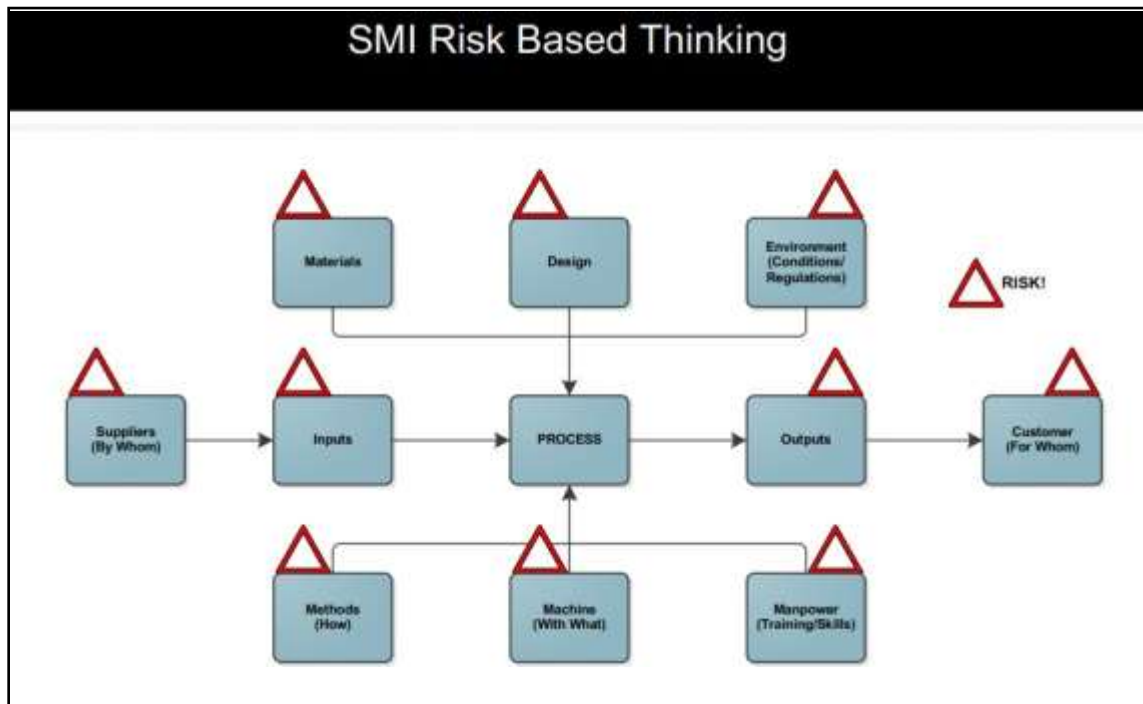 SMI Risk Based Thinking
Materials
Design
Environment
(Conditions/
Regulations)
RISK!
Suppliers
(By Whom)
Inputs
PROCESS
Outputs
Customer
(For Whom)
Methods
(How)
Machine
(With What)
Manpower
(Training/Skills)